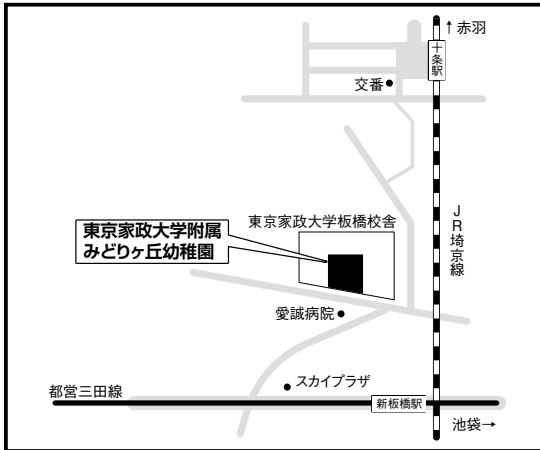 ↑赤羽
十条駅
交番
JR埼京線
東京家政大学板橋校舎
東京家政大学附属
みどりヶ丘幼稚園
愛誠病院
スカイプラザ
都営三田線
新板橋駅
池袋→